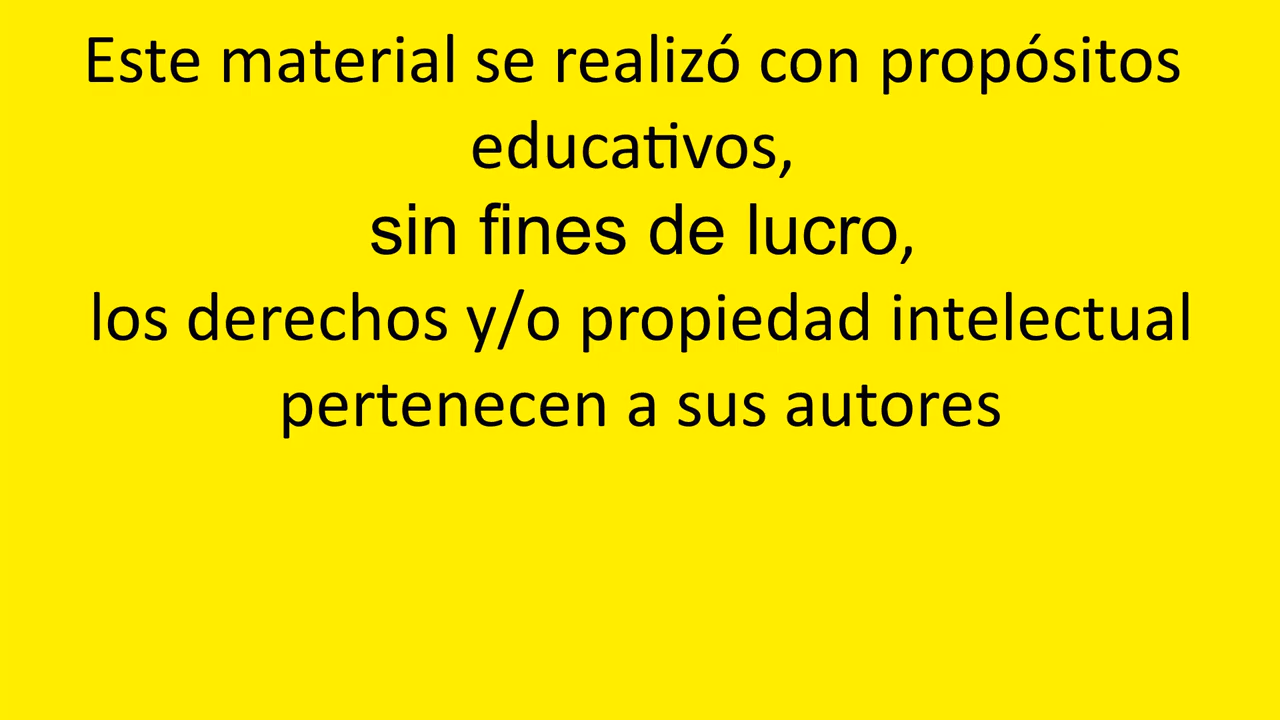 Este material se realizó con propósitos
educativos,
sin fines de lucro,
los derechos y/o propiedad intelectual
pertenecen a sus autores